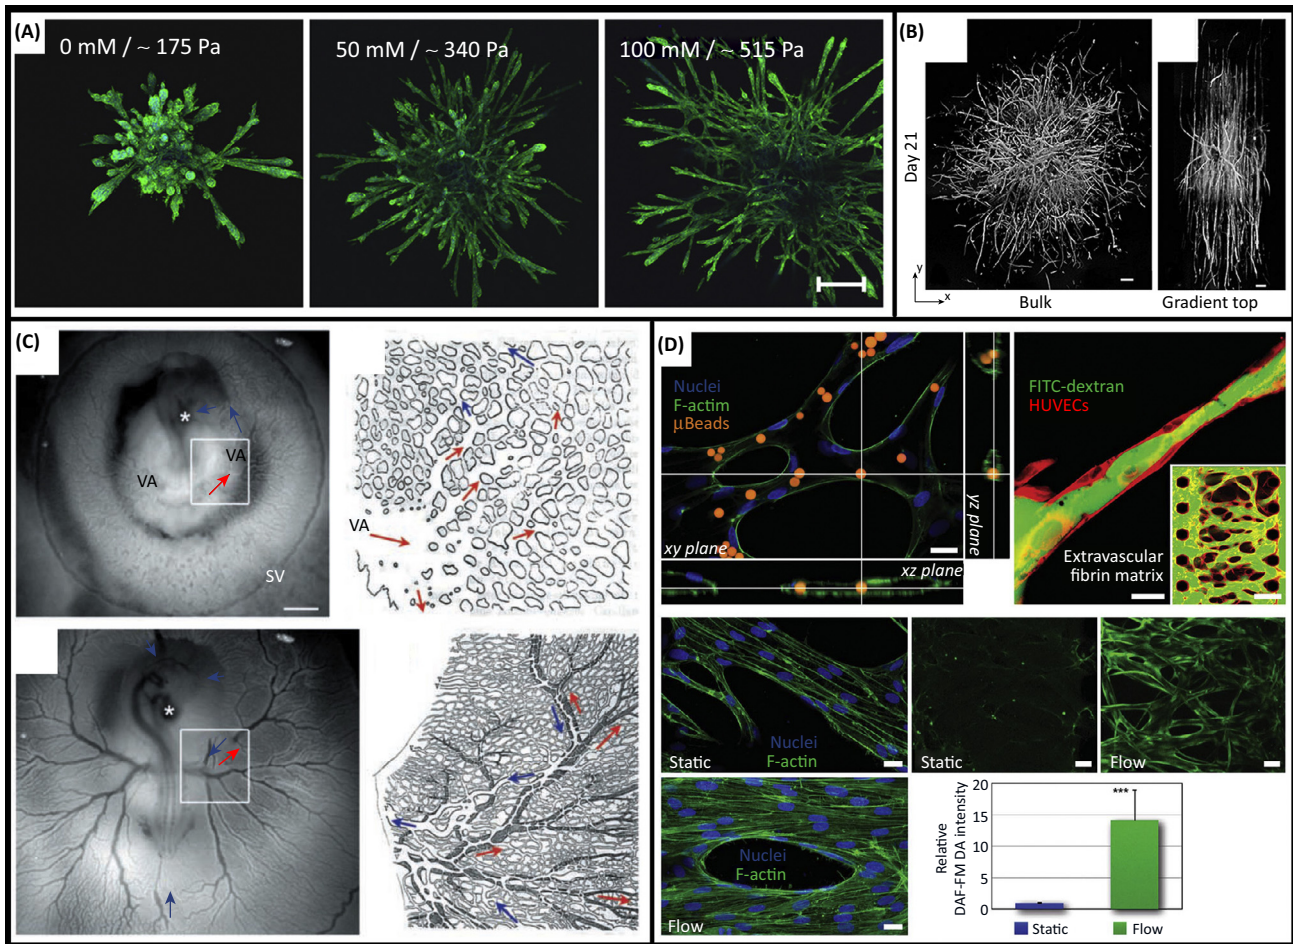 (A)
0 mM / ~ 175 Pa
50 mM / ~ 340 Pa
100 mM / ~ 515 Pa
(B)
Day 21
y
x
Bulk
Gradient top
(C)
*
VA
VA
SV
VA
*
(D)
Nuclei
F-actim
µBeads
xy plane
yz plane
xz plane
FITC-dextran
HUVECs
Extravascular
fibrin matrix
Nuclei
F-actin
Static
Static
Flow
Nuclei
F-actin
Flow
Relative
DAF-FM DA intensity
20
15
10
5
0
***
Static
Flow